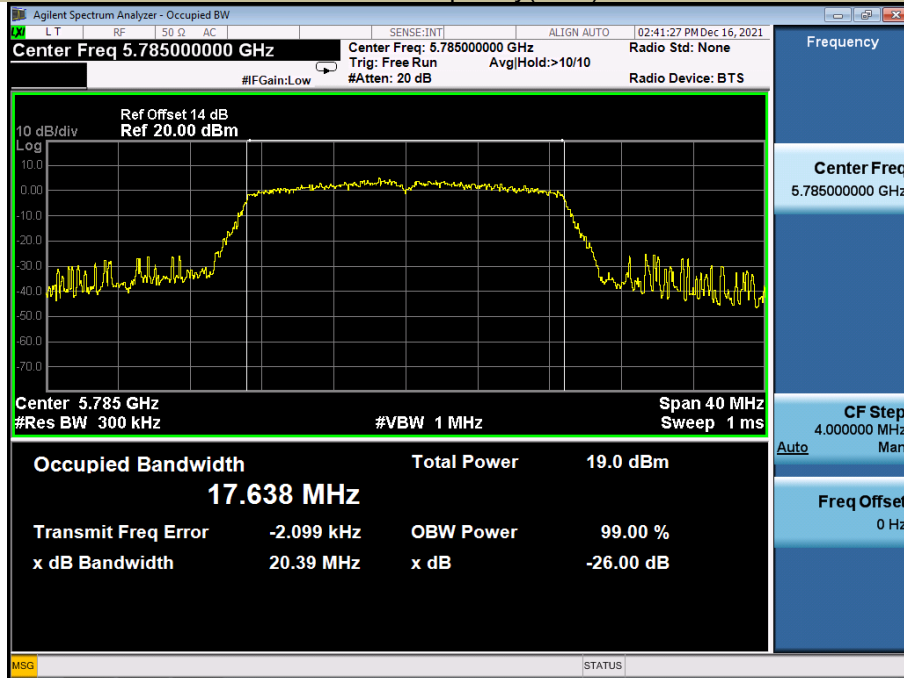 Agilent Spectrum Analyzer - Occupied BW
LXI L T RF 50 Ω AC SENSE:INT ALIGN AUTO 02:41:27 PM Dec 16, 2021
Center Freq 5.785000000 GHz
Center Freq: 5.785000000 GHz
Radio Std: None
Trig: Free Run Avg|Hold:>10/10
#IFGain:Low #Atten: 20 dB Radio Device: BTS
Ref Offset 14 dB
10 dB/div Ref 20.00 dBm
Log
10.0
0.00
-10.0
-20.0
-30.0
-40.0
-50.0
-60.0
-70.0
Center 5.785 GHz Span 40 MHz
#Res BW 300 kHz #VBW 1 MHz Sweep 1 ms
Occupied Bandwidth Total Power 19.0 dBm
17.638 MHz
Transmit Freq Error -2.099 kHz OBW Power 99.00 %
x dB Bandwidth 20.39 MHz x dB -26.00 dB
MSG STATUS
Frequency
Center Freq
5.785000000 GHz
CF Step
4.000000 MHz
Auto Man
Freq Offset
0 Hz